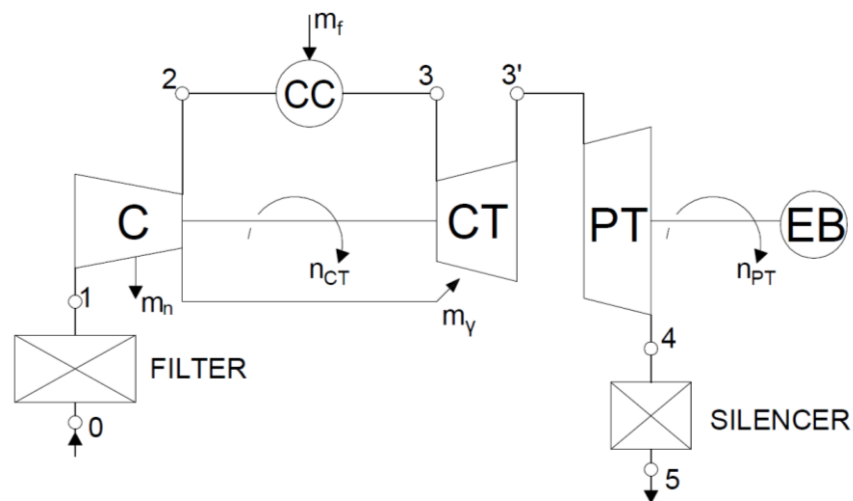 m_f
2
CC
3
3'
C
CT
PT
EB
n_CT
n_PT
1
m_n
m_γ
FILTER
4
0
SILENCER
5